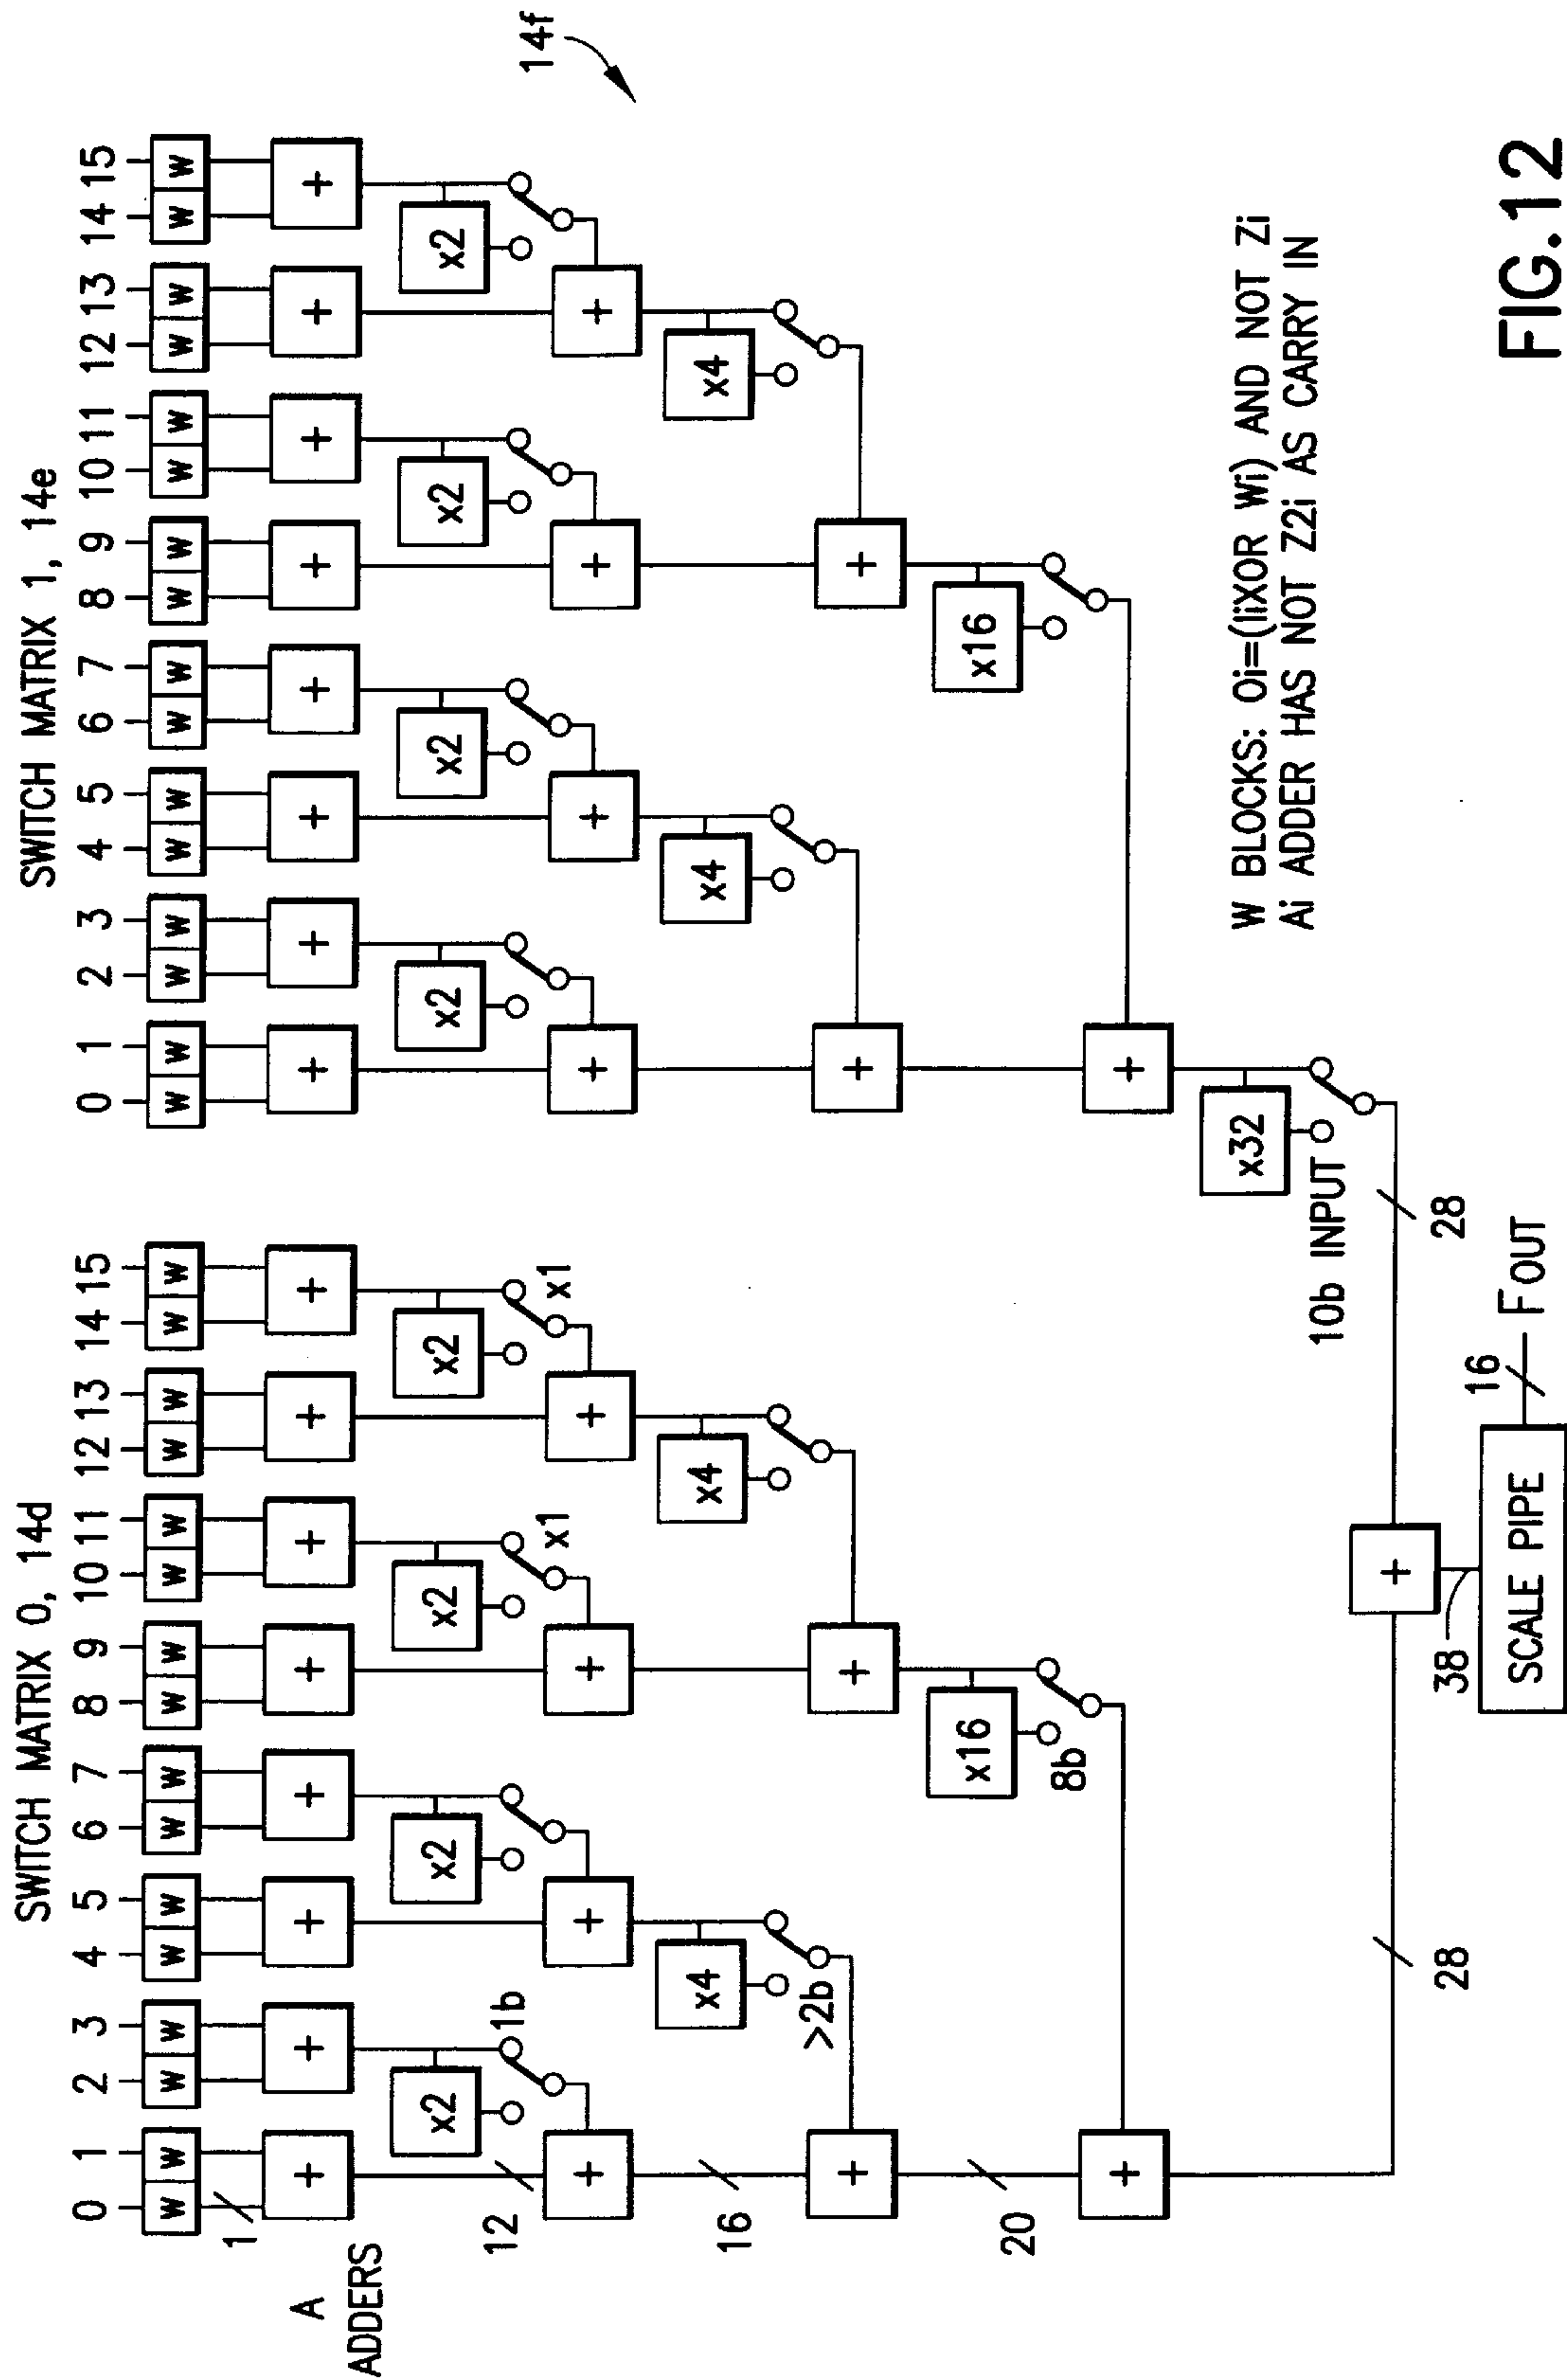 SWITCH MATRIX 0, 14d
SWITCH MATRIX 1, 14e
0 1 2 3 4 5 6 7 8 9 10 11 12 13 14 15
0 1 2 3 4 5 6 7 8 9 10 11 12 13 14 15
W W W W W W W W W W W W W W W W
W W W W W W W W W W W W W W W W
1
A
ADDERS
+ + + + + + + +
+ + + + + + + +
14f
x2 1b x2 x2 x1 x2 x1
x2 x2 x2 x2
12
+ + + +
+ + + +
x4 >2b x4
x4 x4
16
+ +
+ +
x16 8b
x16
20
+
+
x32
10b INPUT
W BLOCKS: Oi=(IiXOR Wi) AND NOT Zi
Ai ADDER HAS NOT Z2i AS CARRY IN
28
28
+
38
SCALE PIPE
16
FOUT
FIG.12